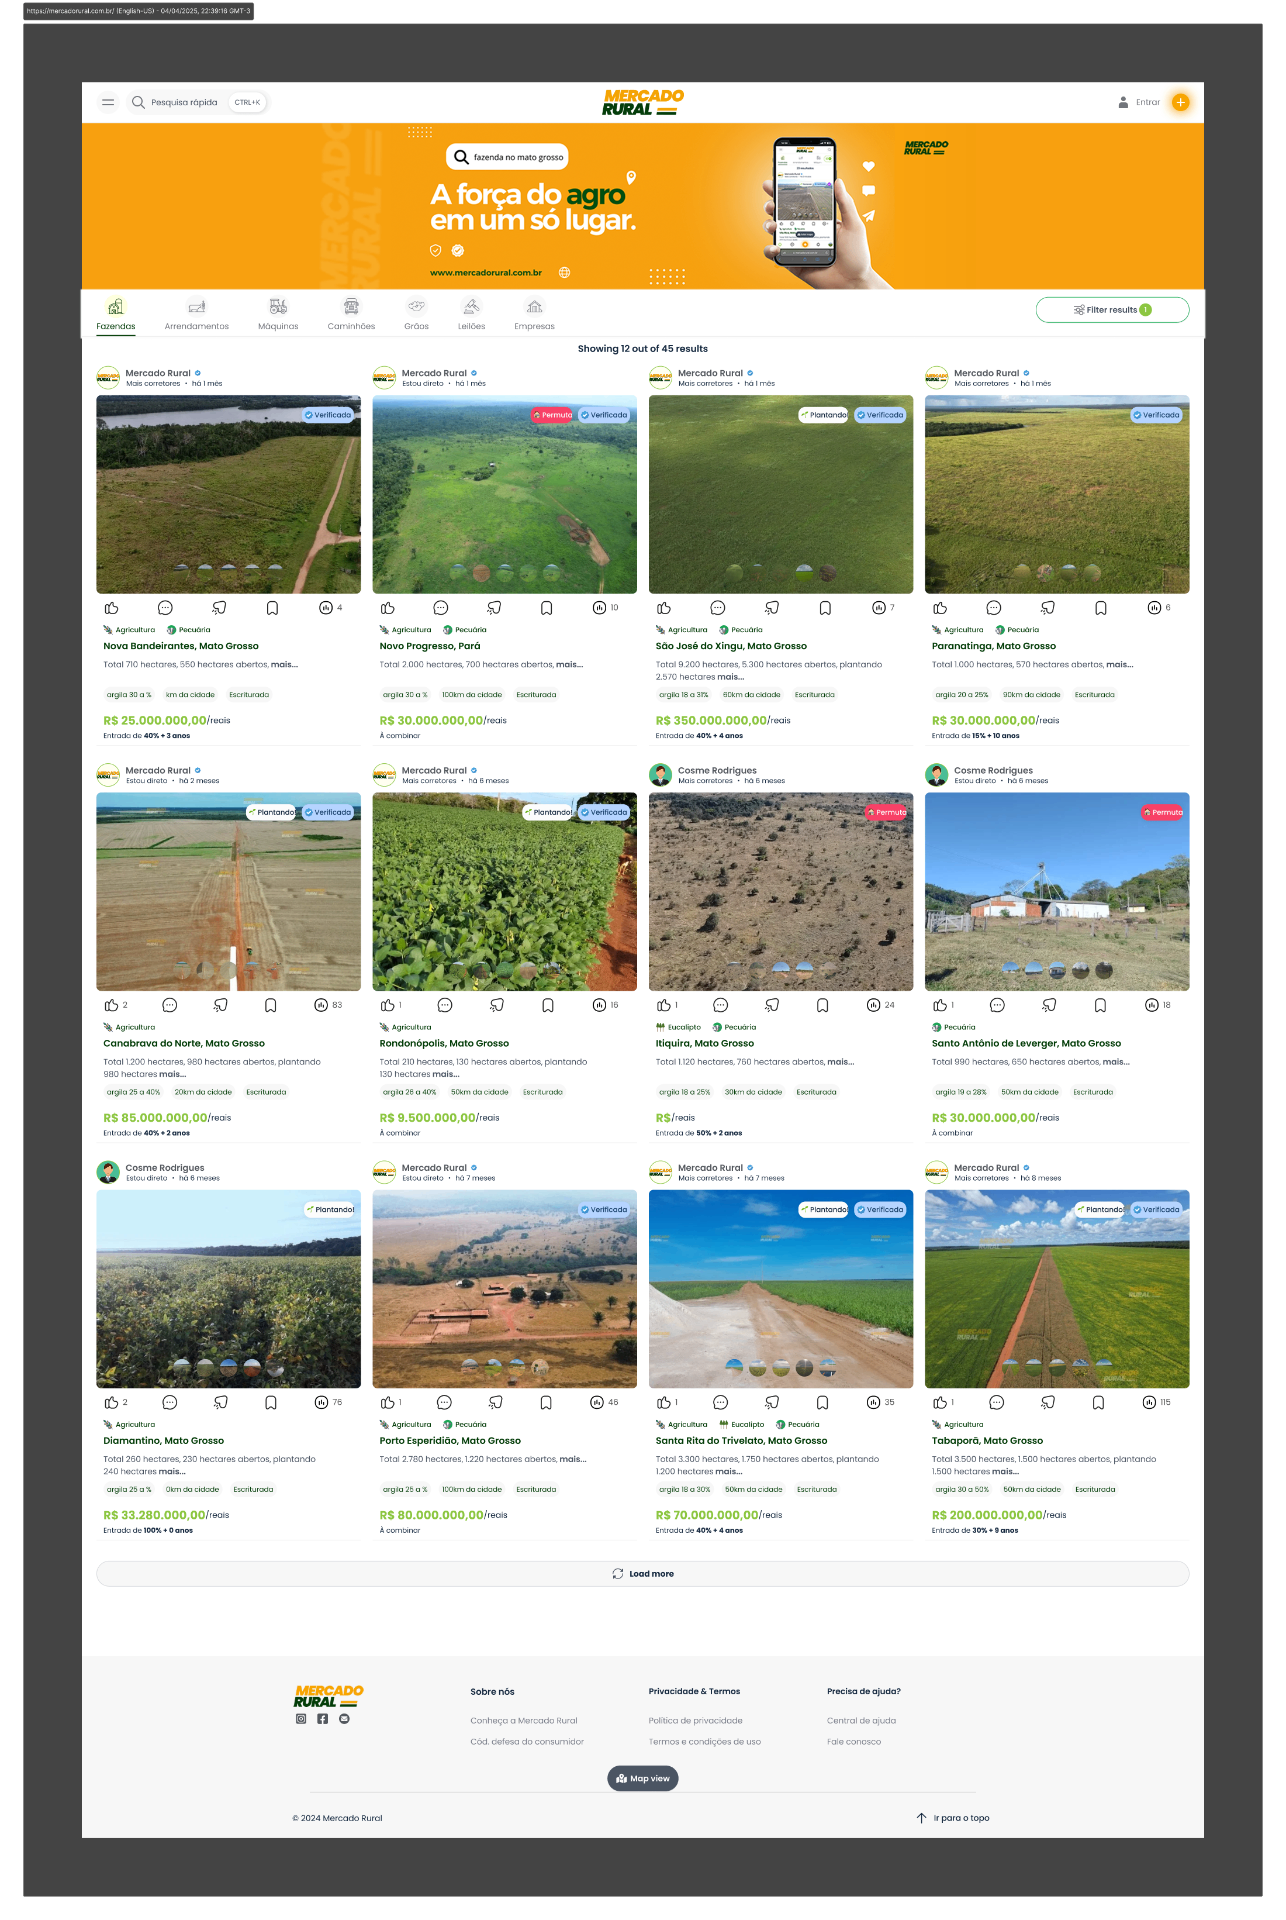 https://mercadorural.com.br/ (English-US) - 04/04/2025, 22:39:16 GMT-3
Pesquisa rápida
CTRL+K
MERCADO
RURAL
Entrar
fazenda no mato grosso
A força do agro
em um só lugar.
www.mercadorural.com.br
MERCADO
RURAL
MERCADO
RURAL
Fazendas
Arrendamentos
Máquinas
Caminhões
Grãos
Leilões
Empresas
Filter results 1
Showing 12 out of 45 results
Mercado Rural
Mais corretores • há 1 mês
Verificada
4
Agricultura Pecuária
Nova Bandeirantes, Mato Grosso
Total 710 hectares, 550 hectares abertos, mais...
argila 30 a % km da cidade Escriturada
R$ 25.000.000,00/reais
Entrada de 40% + 3 anos
Mercado Rural
Estou direto • há 1 mês
Permuta Verificada
10
Agricultura Pecuária
Novo Progresso, Pará
Total 2.000 hectares, 700 hectares abertos, mais...
argila 30 a % 100km da cidade Escriturada
R$ 30.000.000,00/reais
À combinar
Mercado Rural
Mais corretores • há 1 mês
Plantando! Verificada
7
Agricultura Pecuária
São José do Xingu, Mato Grosso
Total 9.200 hectares, 5.300 hectares abertos, plantando
2.570 hectares mais...
argila 18 a 31% 60km da cidade Escriturada
R$ 350.000.000,00/reais
Entrada de 40% + 4 anos
Mercado Rural
Mais corretores • há 1 mês
Verificada
6
Agricultura Pecuária
Paranatinga, Mato Grosso
Total 1.000 hectares, 570 hectares abertos, mais...
argila 20 a 25% 90km da cidade Escriturada
R$ 30.000.000,00/reais
Entrada de 15% + 10 anos
Mercado Rural
Estou direto • há 2 meses
Plantando! Verificada
2 83
Agricultura
Canabrava do Norte, Mato Grosso
Total 1.200 hectares, 980 hectares abertos, plantando
980 hectares mais...
argila 25 a 40% 20km da cidade Escriturada
R$ 85.000.000,00/reais
Entrada de 40% + 2 anos
Mercado Rural
Mais corretores • há 6 meses
Plantando! Verificada
1 16
Agricultura
Rondonópolis, Mato Grosso
Total 210 hectares, 130 hectares abertos, plantando
130 hectares mais...
argila 26 a 40% 50km da cidade Escriturada
R$ 9.500.000,00/reais
À combinar
Cosme Rodrigues
Mais corretores • há 6 meses
Permuta
1 24
Eucalipto Pecuária
Itiquira, Mato Grosso
Total 1.120 hectares, 760 hectares abertos, mais...
argila 18 a 25% 30km da cidade Escriturada
R$/reais
Entrada de 50% + 2 anos
Cosme Rodrigues
Estou direto • há 6 meses
Permuta
1 18
Pecuária
Santo Antônio de Leverger, Mato Grosso
Total 990 hectares, 650 hectares abertos, mais...
argila 19 a 28% 50km da cidade Escriturada
R$ 30.000.000,00/reais
À combinar
Cosme Rodrigues
Estou direto • há 6 meses
Plantando!
2 76
Agricultura
Diamantino, Mato Grosso
Total 260 hectares, 230 hectares abertos, plantando
240 hectares mais...
argila 25 a % 0km da cidade Escriturada
R$ 33.280.000,00/reais
Entrada de 100% + 0 anos
Mercado Rural
Estou direto • há 7 meses
Verificada
1 46
Agricultura Pecuária
Porto Esperidião, Mato Grosso
Total 2.780 hectares, 1.220 hectares abertos, mais...
argila 25 a % 100km da cidade Escriturada
R$ 80.000.000,00/reais
À combinar
Mercado Rural
Mais corretores • há 7 meses
Plantando! Verificada
1 35
Agricultura Eucalipto Pecuária
Santa Rita do Trivelato, Mato Grosso
Total 3.300 hectares, 1.750 hectares abertos, plantando
1.200 hectares mais...
argila 18 a 30% 50km da cidade Escriturada
R$ 70.000.000,00/reais
Entrada de 40% + 4 anos
Mercado Rural
Mais corretores • há 8 meses
Plantando! Verificada
MERCADO
RURAL
1 115
Agricultura
Tabaporã, Mato Grosso
Total 3.500 hectares, 1.500 hectares abertos, plantando
1.500 hectares mais...
argila 30 a 50% 50km da cidade Escriturada
R$ 200.000.000,00/reais
Entrada de 30% + 9 anos
Load more
MERCADO
RURAL
Sobre nós
Conheça a Mercado Rural
Cód. defesa do consumidor
Privacidade & Termos
Política de privacidade
Termos e condições de uso
Precisa de ajuda?
Central de ajuda
Fale conosco
Map view
© 2024 Mercado Rural
Ir para o topo